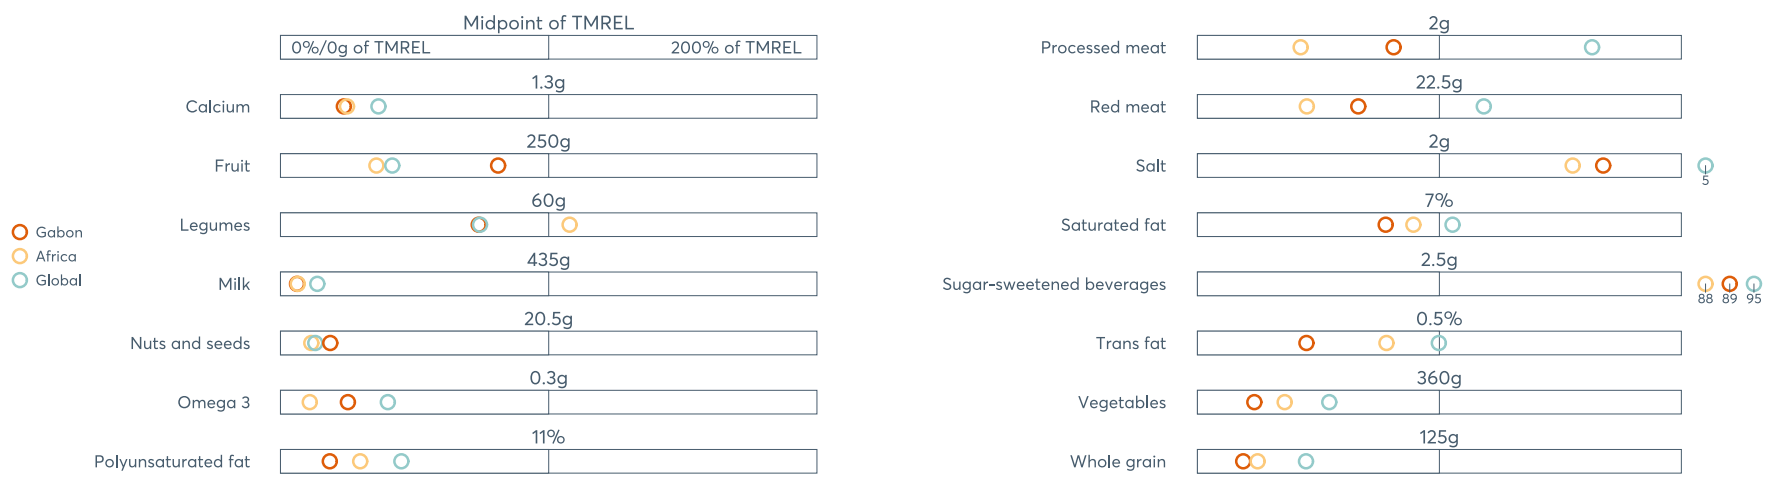 Midpoint of TMREL
0%/0g of TMREL 200% of TMREL
1.3g
Calcium
250g
Fruit
60g
Legumes
435g
Milk
20.5g
Nuts and seeds
0.3g
Omega 3
11%
Polyunsaturated fat
Gabon
Africa
Global
2g
Processed meat
22.5g
Red meat
2g
Salt
5
7%
Saturated fat
2.5g
Sugar-sweetened beverages
88 89 95
0.5%
Trans fat
360g
Vegetables
125g
Whole grain